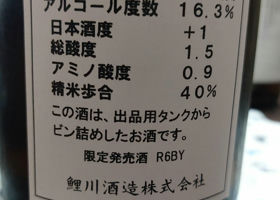 アルコール度数 16.3%
日本酒度 +1
総酸度 1.5
アミノ酸度 0.9
精米歩合 40%
この酒は、出品用タンクから
ビン詰めしたお酒です。
限定発売酒 R6BY
鯉川酒造株式会社